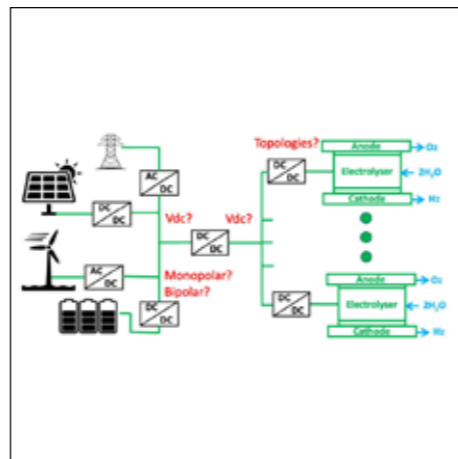 AC
DC
DC
DC
AC
DC
DC
DC
Vdc?
Monopolar?
Bipolar?
DC
DC
Vdc?
Topologies?
DC
DC
Anode
O₂
Electrolyser
2H₂O
Cathode
H₂
DC
DC
Anode
O₂
Electrolyser
2H₂O
Cathode
H₂